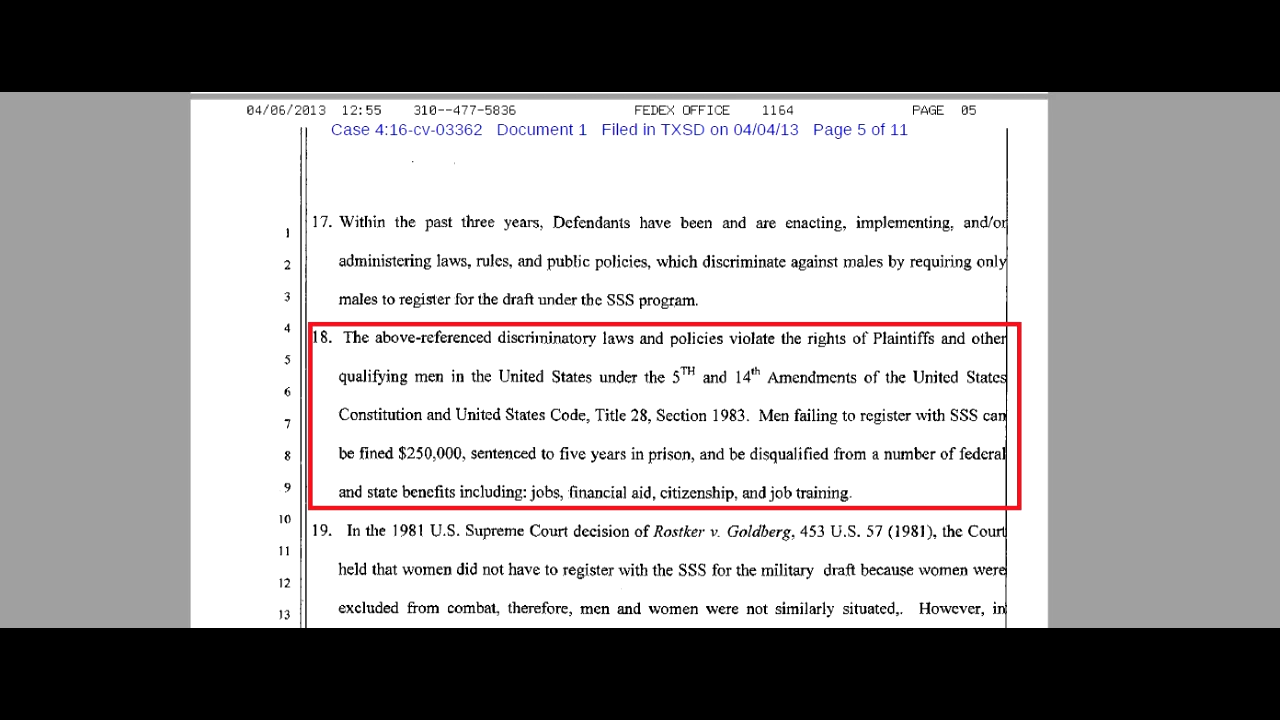 04/06/2013 12:55 310--477-5836 FEDEX OFFICE 1164 PAGE 05
Case 4:16-cv-03362 Document 1 Filed in TXSD on 04/04/13 Page 5 of 11
17. Within the past three years, Defendants have been and are enacting, implementing, and/or
1
2 administering laws, rules, and public policies, which discriminate against males by requiring only
3 males to register for the draft under the SSS program.
4 18. The above-referenced discriminatory laws and policies violate the rights of Plaintiffs and other
5
qualifying men in the United States under the 5TH and 14th Amendments of the United States
6
7 Constitution and United States Code, Title 28, Section 1983. Men failing to register with SSS can
8 be fined $250,000, sentenced to five years in prison, and be disqualified from a number of federal
9 and state benefits including: jobs, financial aid, citizenship, and job training.
10
19. In the 1981 U.S. Supreme Court decision of Rostker v. Goldberg, 453 U.S. 57 (1981), the Court
11
held that women did not have to register with the SSS for the military draft because women were
12
13 excluded from combat, therefore, men and women were not similarly situated,. However, in